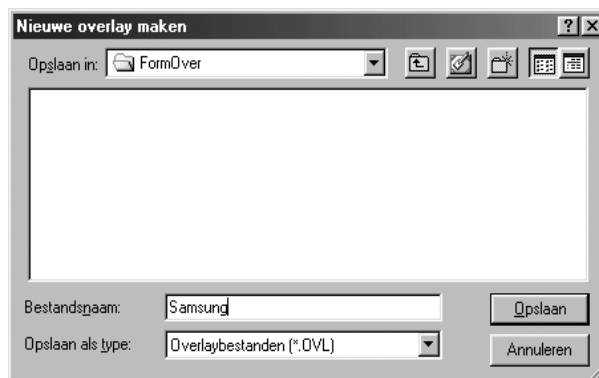 Nieuwe overlay maken
Opslaan in: FormOver
Bestandsnaam: Samsung Opslaan
Opslaan als type: Overlaybestanden (*.OVL) Annuleren